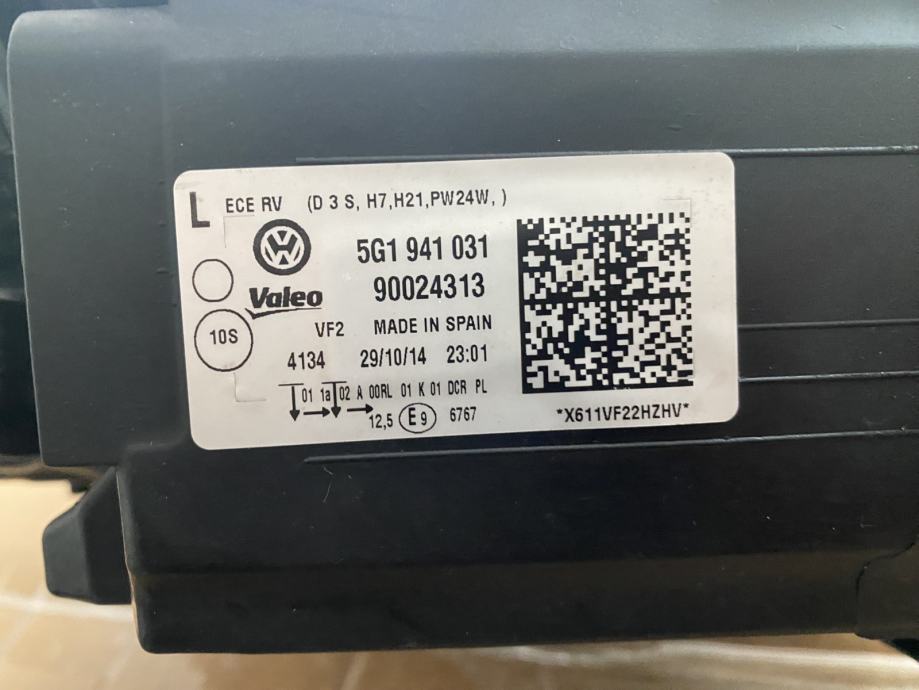 L ECE RV (D 3 S, H7,H21,PW24W, )
VW
5G1 941 031
90024313
Valeo
10S
VF2 MADE IN SPAIN
4134 29/10/14 23:01
01 1a 02 A 00RL 01 K 01 DCR PL
12,5 E9 6767
*X611VF22HZHV*